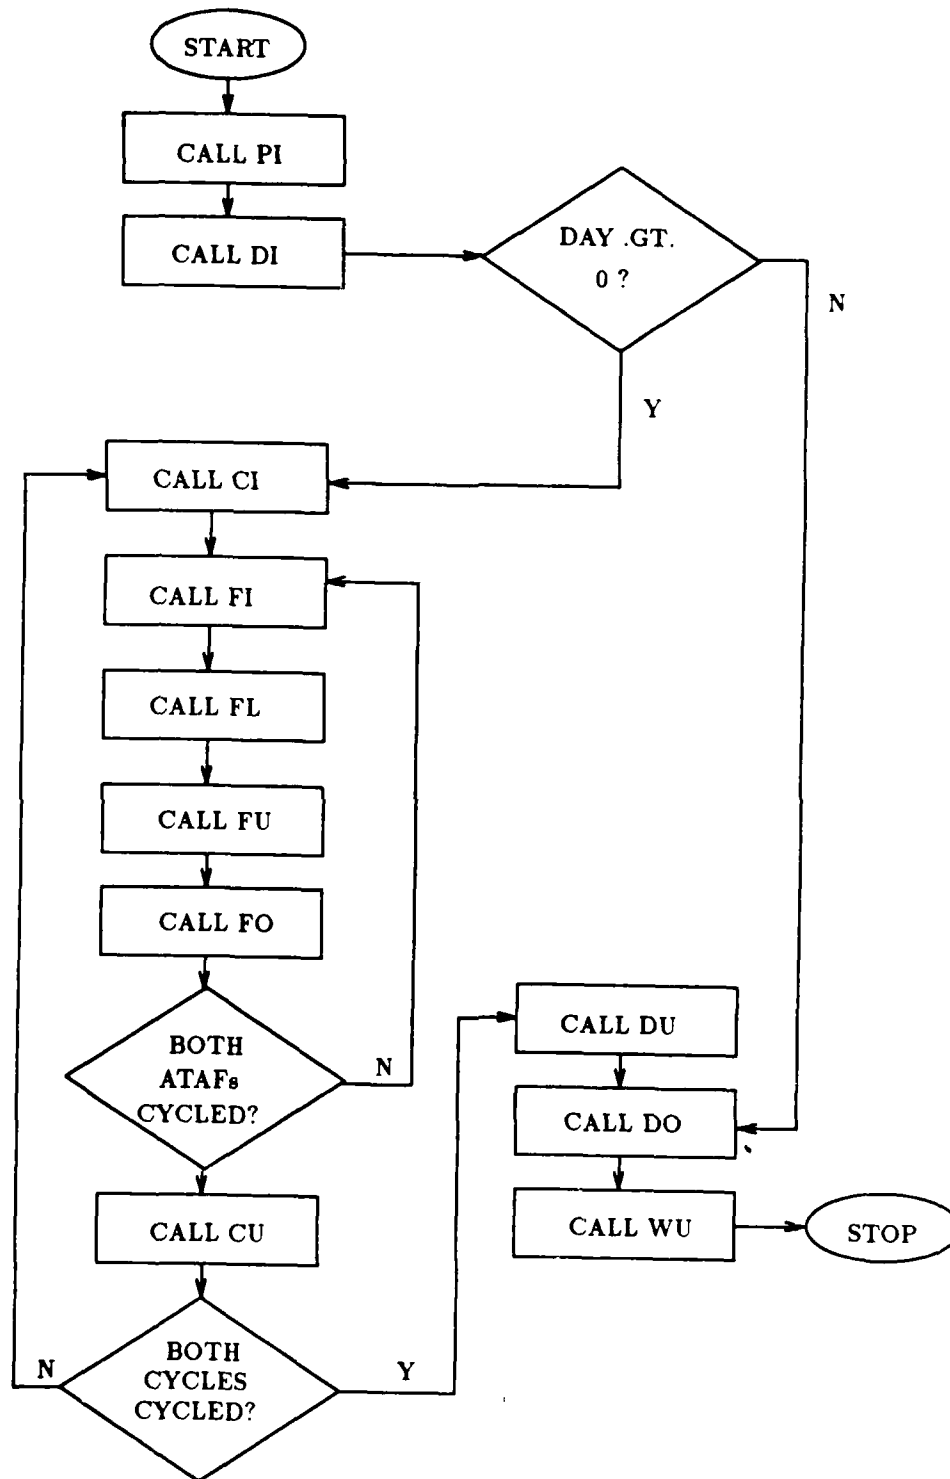 START
CALL PI
CALL DI
DAY .GT.
0 ?
N
Y
CALL CI
CALL FI
CALL FL
CALL FU
CALL FO
BOTH
ATAFs
CYCLED?
N
CALL CU
BOTH
CYCLES
CYCLED?
N
Y
CALL DU
CALL DO
CALL WU
STOP